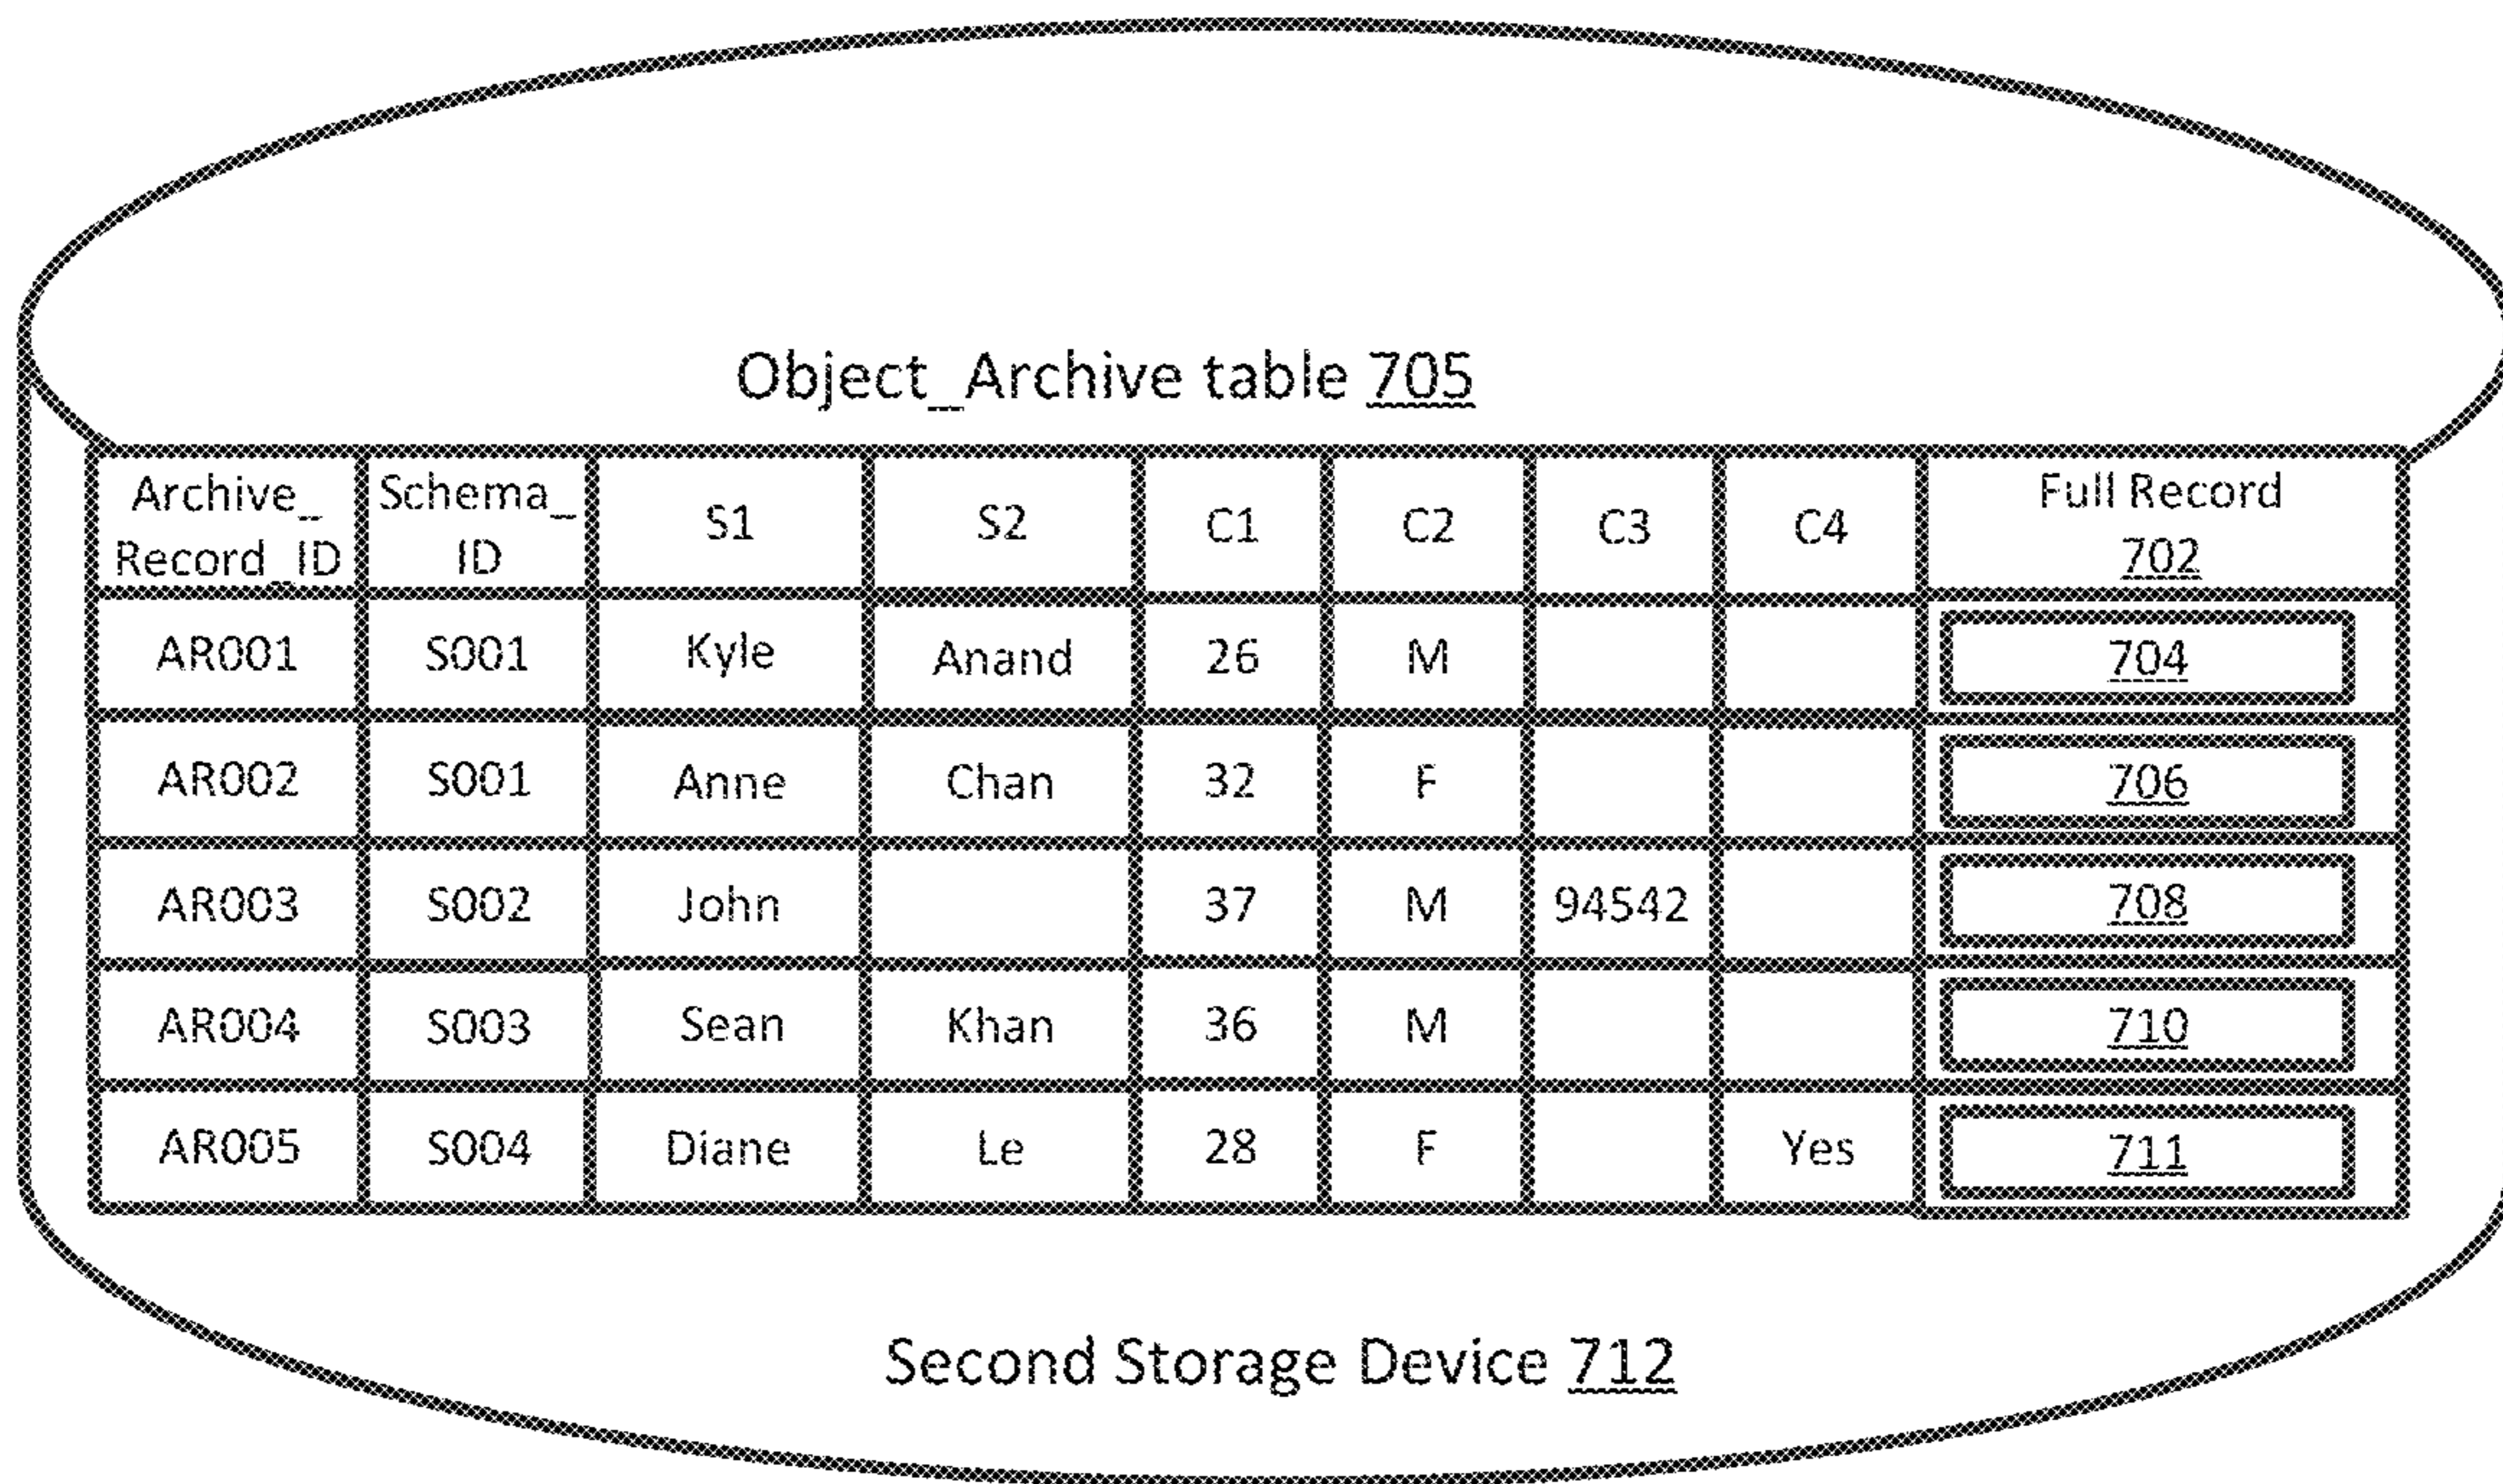 Object_Archive table 705
Archive_ Record_ID Schema_ ID S1 S2 C1 C2 C3 C4 Full Record 702
AR001 S001 Kyle Anand 26 M 704
AR002 S001 Anne Chan 32 F 706
AR003 S002 John 37 M 94542 708
AR004 S003 Sean Khan 36 M 710
AR005 S004 Diane Le 28 F Yes 711
Second Storage Device 712